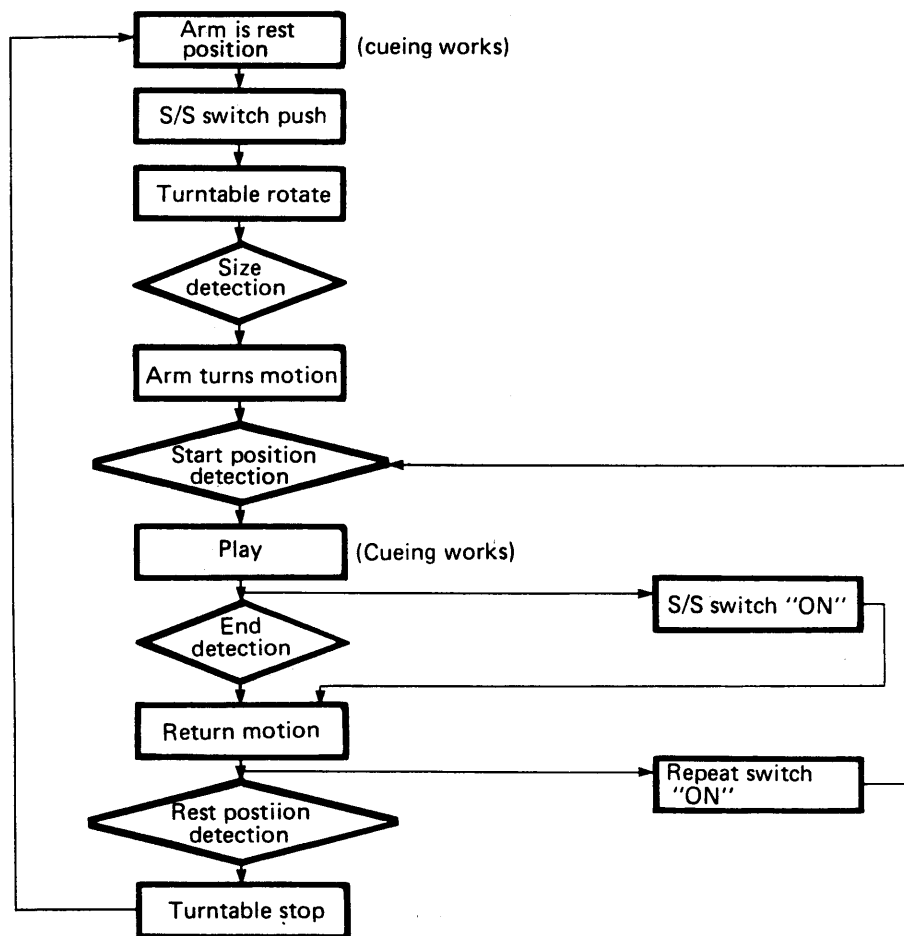 Arm is rest
position
(cueing works)
S/S switch push
Turntable rotate
Size
detection
Arm turns motion
Start position
detection
Play
(Cueing works)
S/S switch "ON"
End
detection
Return motion
Repeat switch
"ON"
Rest postiion
detection
Turntable stop